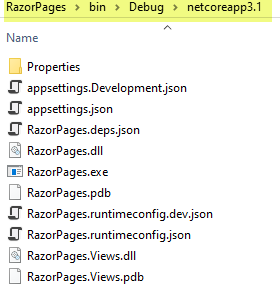 RazorPages > bin > Debug > netcoreapp3.1
Name
Properties
appsettings.Development.json
appsettings.json
RazorPages.deps.json
RazorPages.dll
RazorPages.exe
RazorPages.pdb
RazorPages.runtimeconfig.dev.json
RazorPages.runtimeconfig.json
RazorPages.Views.dll
RazorPages.Views.pdb